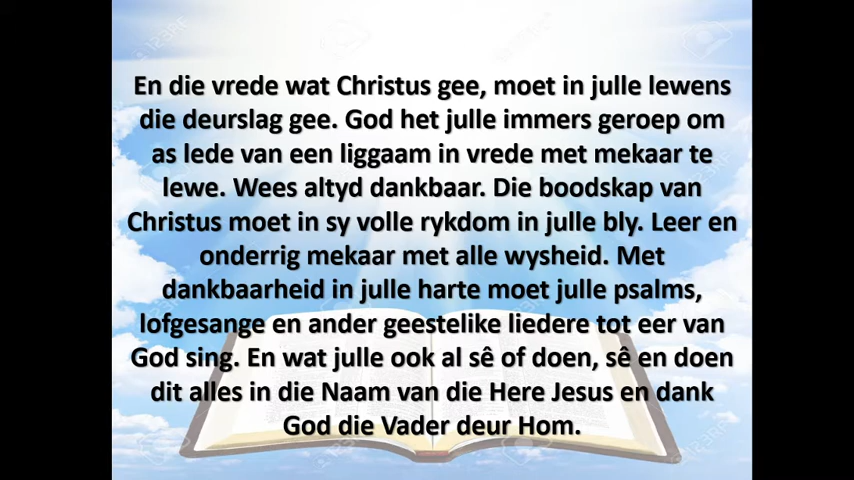 En die vrede wat Christus gee, moet in julle lewens
die deurslag gee. God het julle immers geroep om
as lede van een liggaam in vrede met mekaar te
lewe. Wees altyd dankbaar. Die boodskap van
Christus moet in sy volle rykdom in julle bly. Leer en
onderrig mekaar met alle wysheid. Met
dankbaarheid in julle harte moet julle psalms,
lofgesange en ander geestelike liedere tot eer van
God sing. En wat julle ook al sê of doen, sê en doen
dit alles in die Naam van die Here Jesus en dank
God die Vader deur Hom.